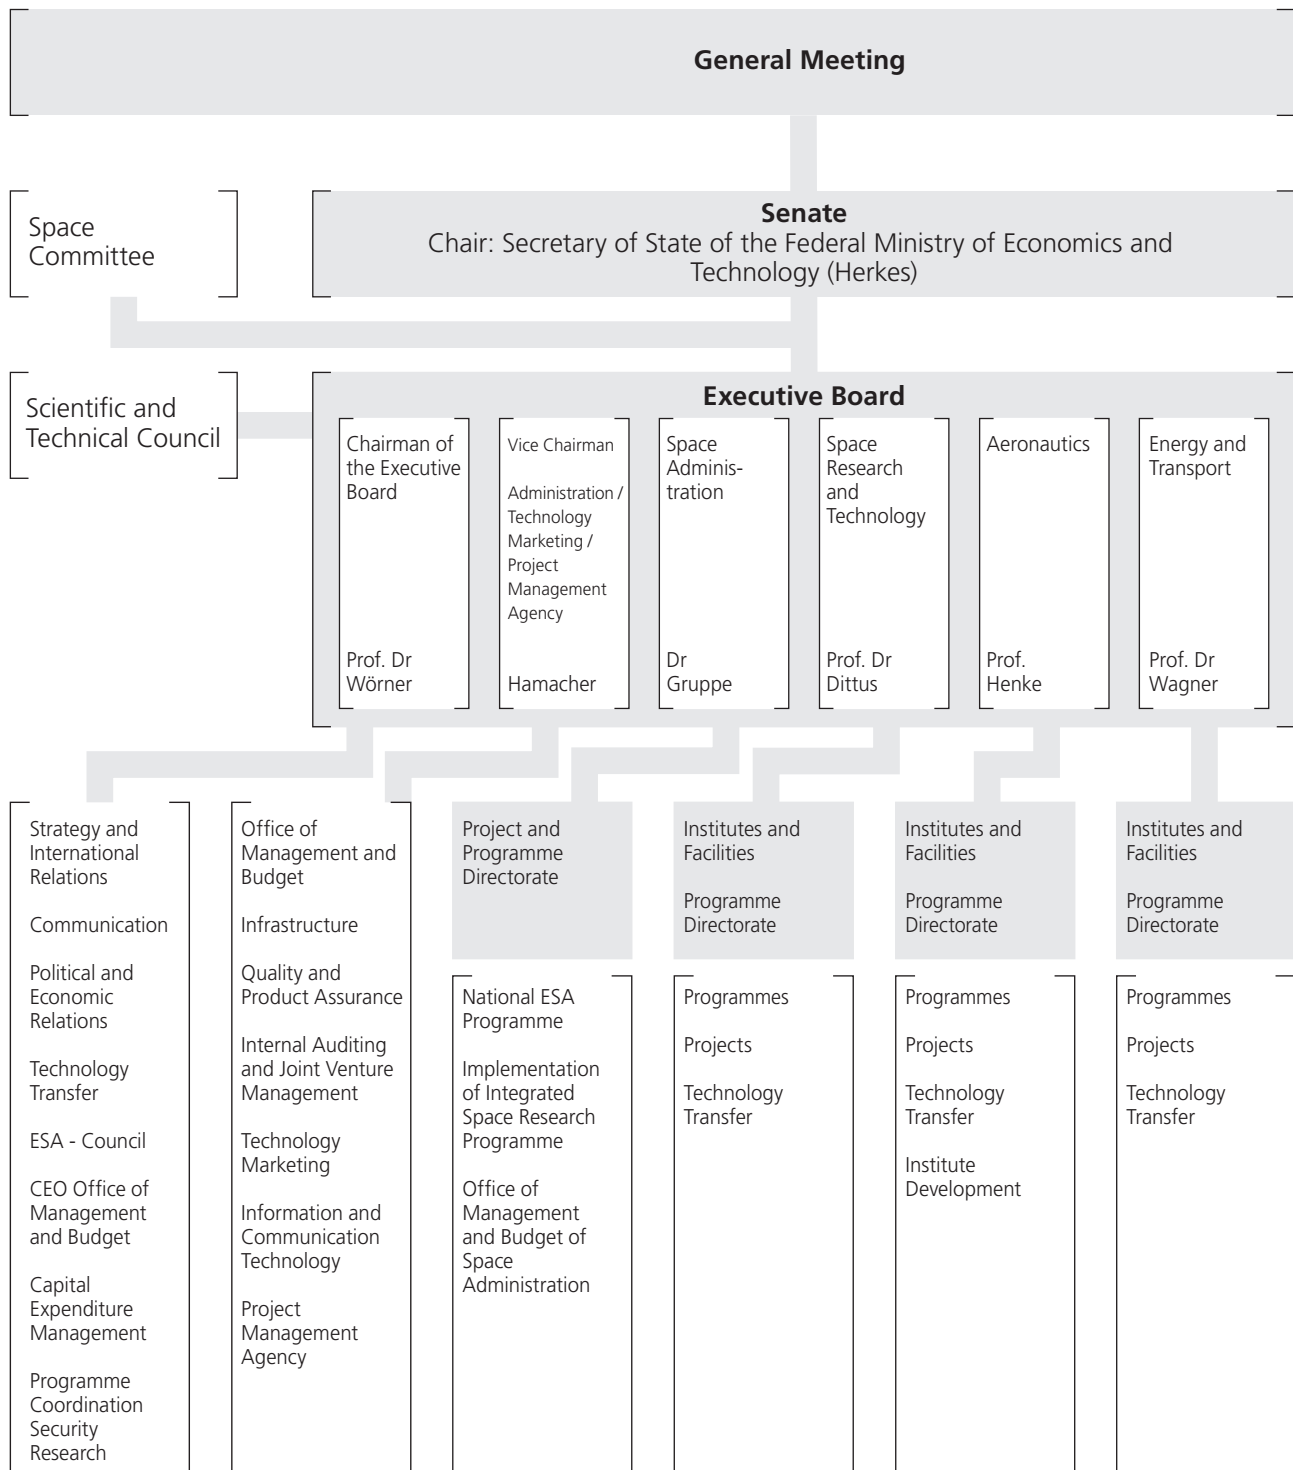 General Meeting
Space
Committee
Senate
Chair: Secretary of State of the Federal Ministry of Economics and
Technology (Herkes)
Scientific and
Technical Council
Executive Board
Chairman of
the Executive
Board
Prof. Dr
Wörner
Vice Chairman
Administration /
Technology
Marketing /
Project
Management
Agency
Hamacher
Space
Adminis-
tration
Dr
Gruppe
Space
Research
and
Technology
Prof. Dr
Dittus
Aeronautics
Prof.
Henke
Energy and
Transport
Prof. Dr
Wagner
Strategy and
International
Relations
Communication
Political and
Economic
Relations
Technology
Transfer
ESA - Council
CEO Office of
Management
and Budget
Capital
Expenditure
Management
Programme
Coordination
Security
Research
Office of
Management and
Budget
Infrastructure
Quality and
Product Assurance
Internal Auditing
and Joint Venture
Management
Technology
Marketing
Information and
Communication
Technology
Project
Management
Agency
Project and
Programme
Directorate
National ESA
Programme
Implementation
of Integrated
Space Research
Programme
Office of
Management
and Budget of
Space
Administration
Institutes and
Facilities
Programme
Directorate
Programmes
Projects
Technology
Transfer
Institutes and
Facilities
Programme
Directorate
Programmes
Projects
Technology
Transfer
Institute
Development
Institutes and
Facilities
Programme
Directorate
Programmes
Projects
Technology
Transfer